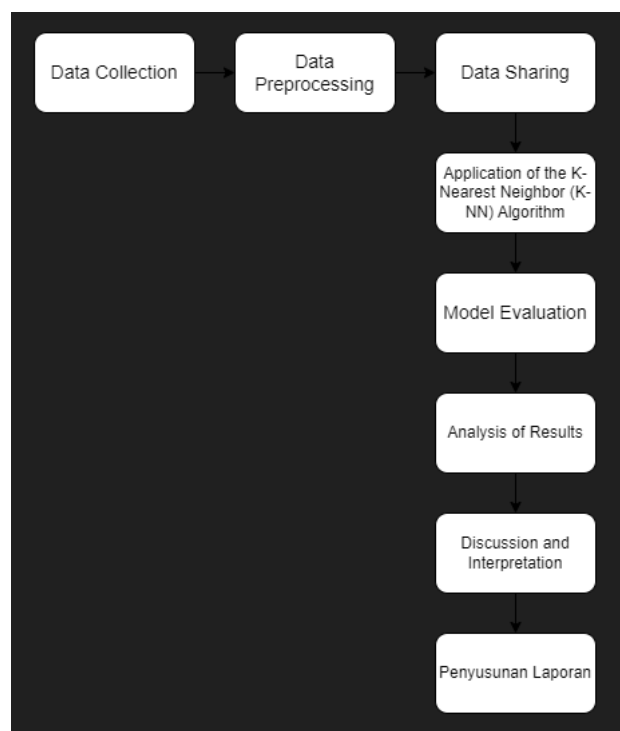 Data Collection
Data
Preprocessing
Data Sharing
Application of the K-
Nearest Neighbor (K-
NN) Algorithm
Model Evaluation
Analysis of Results
Discussion and
Interpretation
Penyusunan Laporan